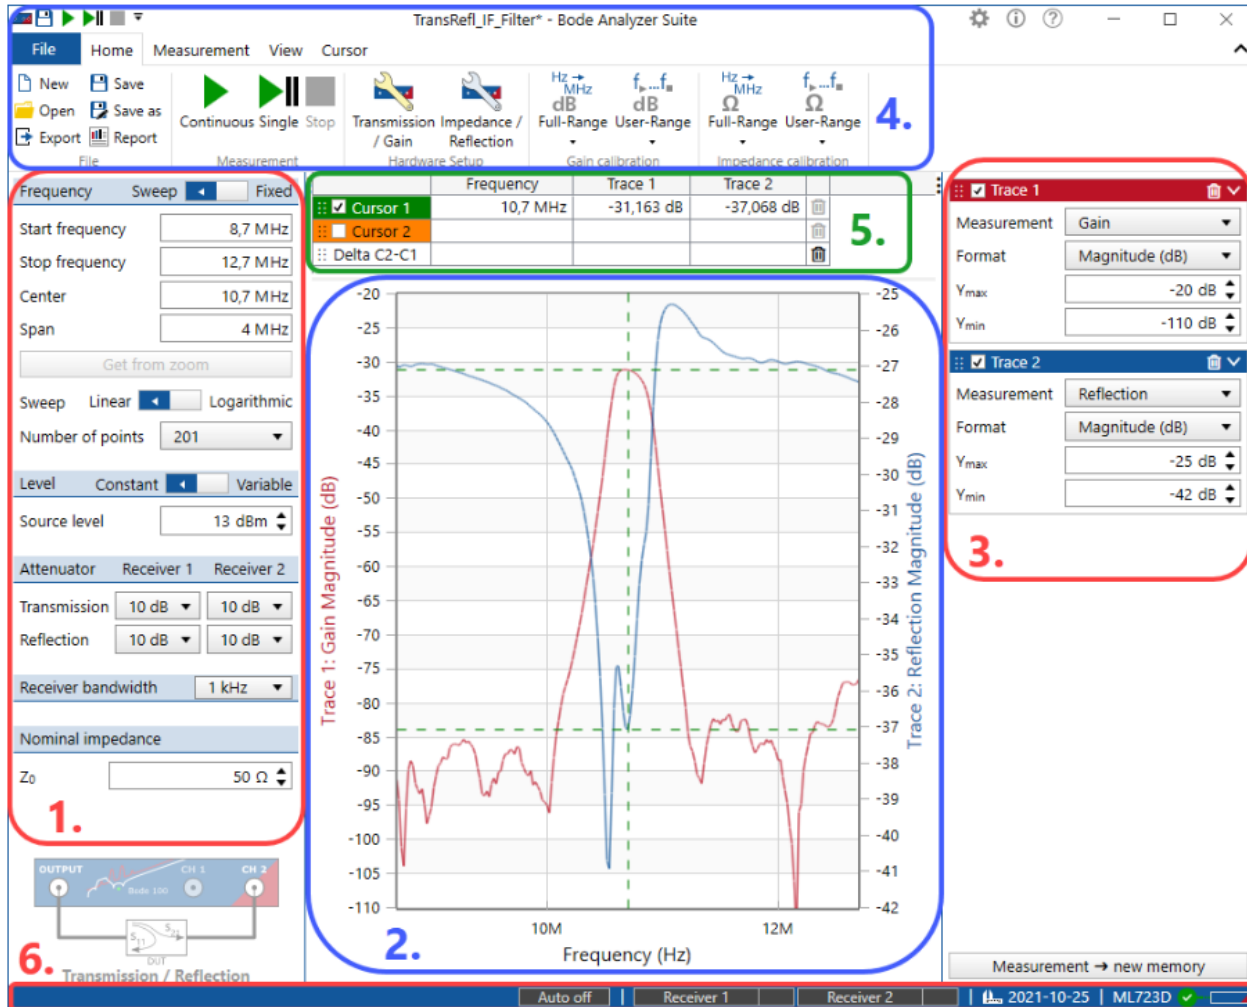 TransRefl_IF_Filter* - Bode Analyzer Suite
File Home Measurement View Cursor
New Save
Open Save as
Export Report
File
Continuous Single Stop
Measurement
Transmission / Gain
Impedance / Reflection
Hardware Setup
Hz → MHz
dB
Full-Range
f▸...f■
dB
User-Range
Gain calibration
Hz → MHz
Ω
Full-Range
f▸...f■
Ω
User-Range
Impedance calibration
4.
Frequency Sweep Fixed
Start frequency 8,7 MHz
Stop frequency 12,7 MHz
Center 10,7 MHz
Span 4 MHz
Get from zoom
Sweep Linear Logarithmic
Number of points 201
Level Constant Variable
Source level 13 dBm
Attenuator Receiver 1 Receiver 2
Transmission 10 dB 10 dB
Reflection 10 dB 10 dB
Receiver bandwidth 1 kHz
Nominal impedance
Z0 50 Ω
1.
OUTPUT CH 1 CH 2
Bode 100
S11 S21
DUT
Transmission / Reflection
6.
Frequency Trace 1 Trace 2
Cursor 1 10,7 MHz -31,163 dB -37,068 dB
Cursor 2
Delta C2-C1
5.
Trace 1: Gain Magnitude (dB)
-20
-25
-30
-35
-40
-45
-50
-55
-60
-65
-70
-75
-80
-85
-90
-95
-100
-105
-110
10M 12M
Frequency (Hz)
-25
-26
-27
-28
-29
-30
-31
-32
-33
-34
-35
-36
-37
-38
-39
-40
-41
-42
Trace 2: Reflection Magnitude (dB)
2.
Trace 1
Measurement Gain
Format Magnitude (dB)
Ymax -20 dB
Ymin -110 dB
Trace 2
Measurement Reflection
Format Magnitude (dB)
Ymax -25 dB
Ymin -42 dB
3.
Measurement → new memory
Auto off Receiver 1 Receiver 2 2021-10-25 ML723D